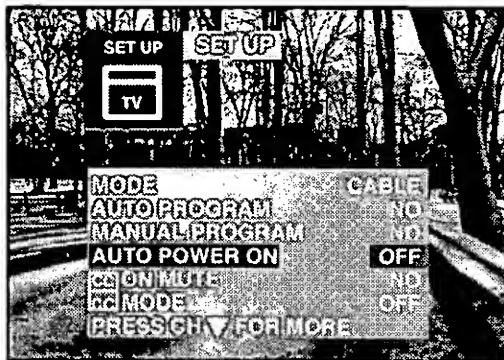 SET UP SET UP
TV
MODE CABLE
AUTO PROGRAM NO
MANUAL PROGRAM NO
AUTO POWER ON OFF
CC ON MUTE NO
CC MODE OFF
PRESS CH ▼ FOR MORE